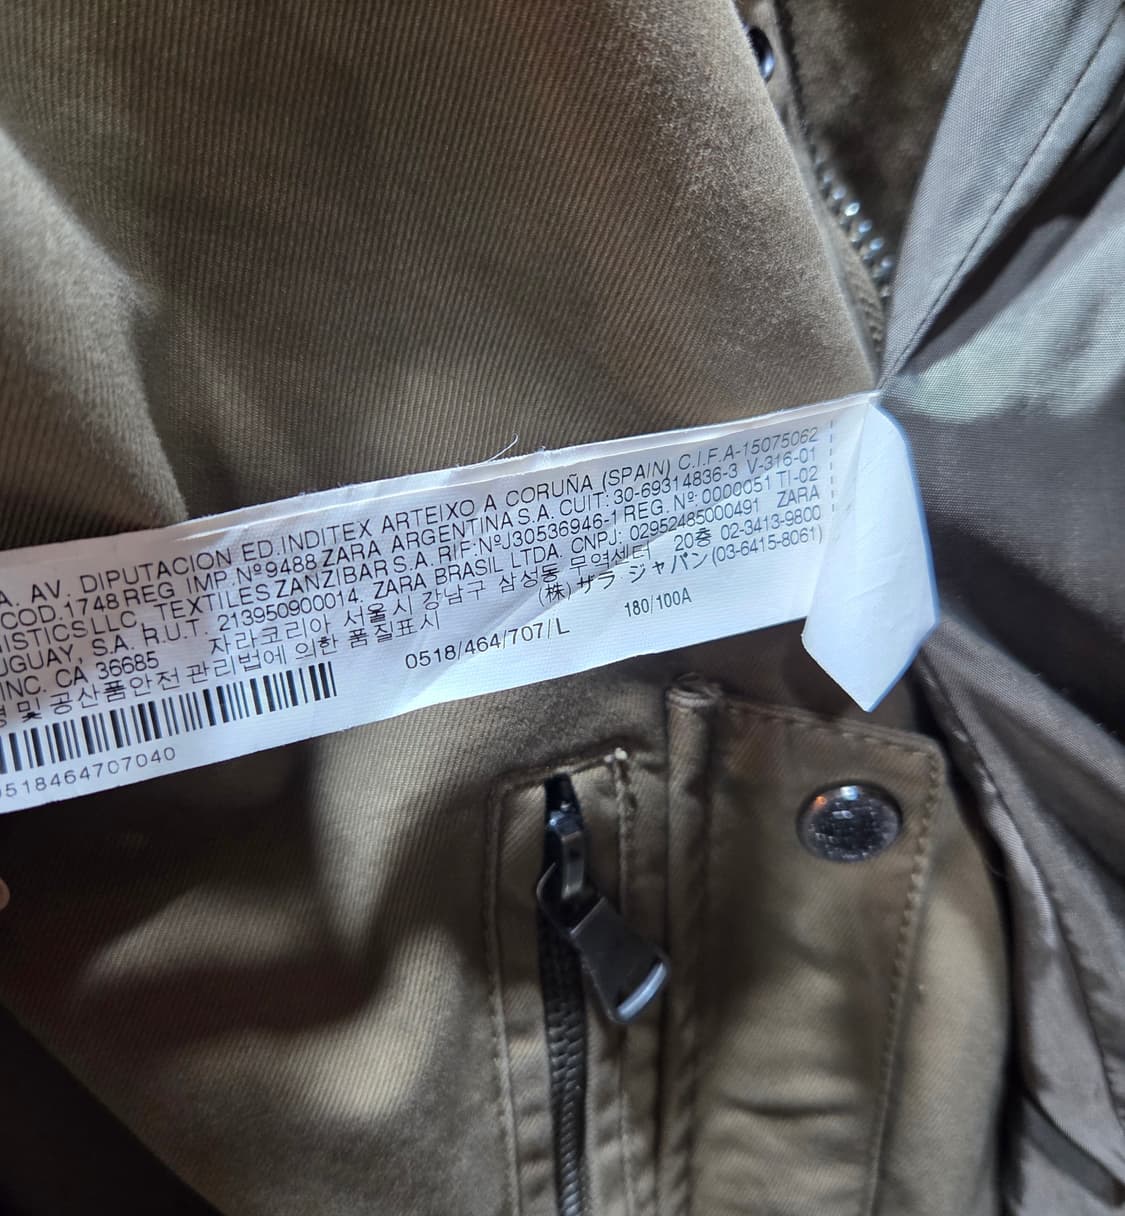 A. AV. DIPUTACION ED.INDITEX ARTEIXO A CORUÑA (SPAIN) C.I.F.A-15075062
COD.1748 REG IMP.Nº9488 ZARA ARGENTINA S.A. CUIT: 30-69314836-3 V-316-01
ISTICS LLC, TEXTILES ZANZIBAR S.A. RIF:NºJ30536946-1 REG. Nº 0000051 TI-02
UGUAY, S.A. R.U.T. 213950900014. ZARA BRASIL LTDA. CNPJ: 02952485000491 ZARA
INC. CA 36685 자라코리아 서울시 강남구 삼성동 무역센터 20층 02-3413-9800
및 공산품안전 관리법에 의한 품질표시 (株) ザラ ジャパン (03-6415-8061)
0518/464/707/L 180/100A
0518464707040